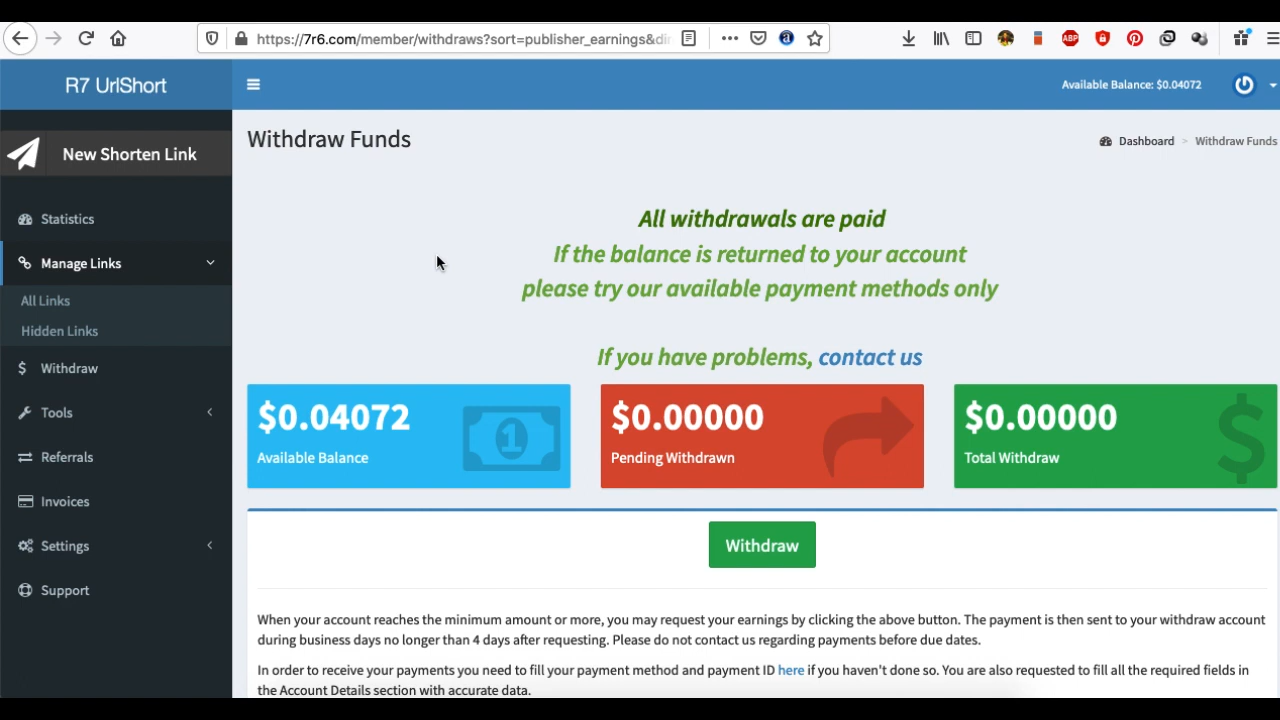 https://7r6.com/member/withdraws?sort=publisher_earnings&di
ABP
R7 UrlShort
Available Balance: $0.04072
New Shorten Link
Withdraw Funds
Dashboard > Withdraw Funds
Statistics
Manage Links
All Links
Hidden Links
Withdraw
Tools
Referrals
Invoices
Settings
Support
All withdrawals are paid
If the balance is returned to your account
please try our available payment methods only
If you have problems, contact us
$0.04072
Available Balance
$0.00000
Pending Withdrawn
$0.00000
Total Withdraw
Withdraw
When your account reaches the minimum amount or more, you may request your earnings by clicking the above button. The payment is then sent to your withdraw account
during business days no longer than 4 days after requesting. Please do not contact us regarding payments before due dates.
In order to receive your payments you need to fill your payment method and payment ID here if you haven't done so. You are also requested to fill all the required fields in
the Account Details section with accurate data.